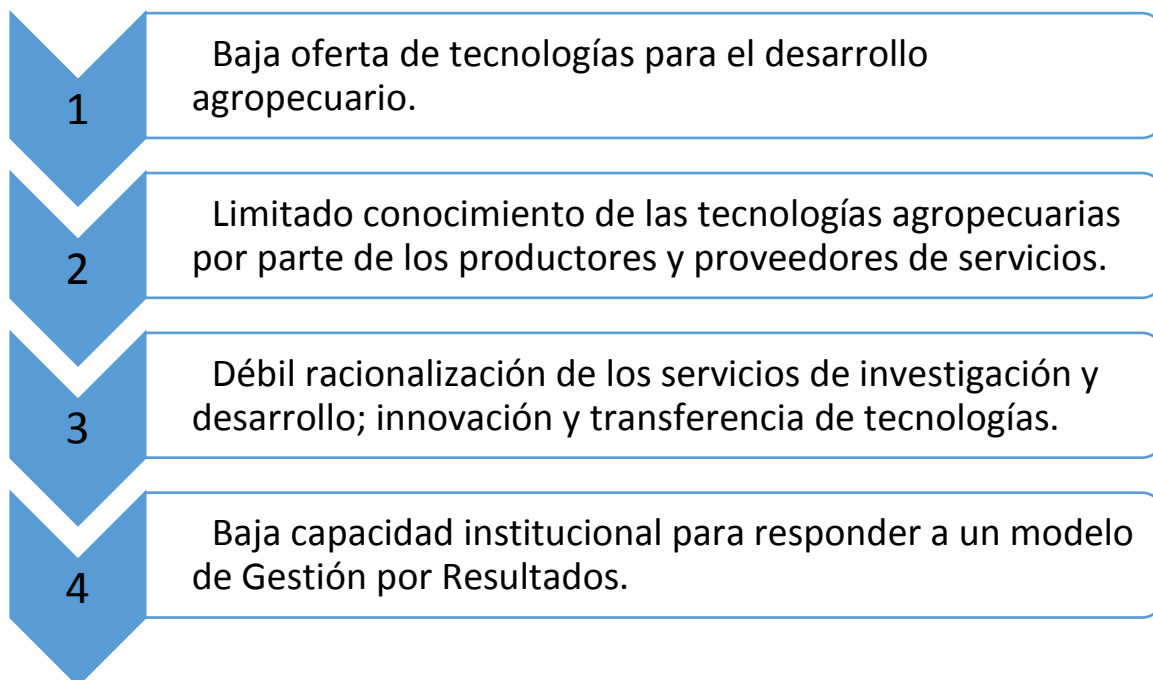 1
Baja oferta de tecnologías para el desarrollo
agropecuario.
2
Limitado conocimiento de las tecnologías agropecuarias
por parte de los productores y proveedores de servicios.
3
Débil racionalización de los servicios de investigación y
desarrollo; innovación y transferencia de tecnologías.
4
Baja capacidad institucional para responder a un modelo
de Gestión por Resultados.